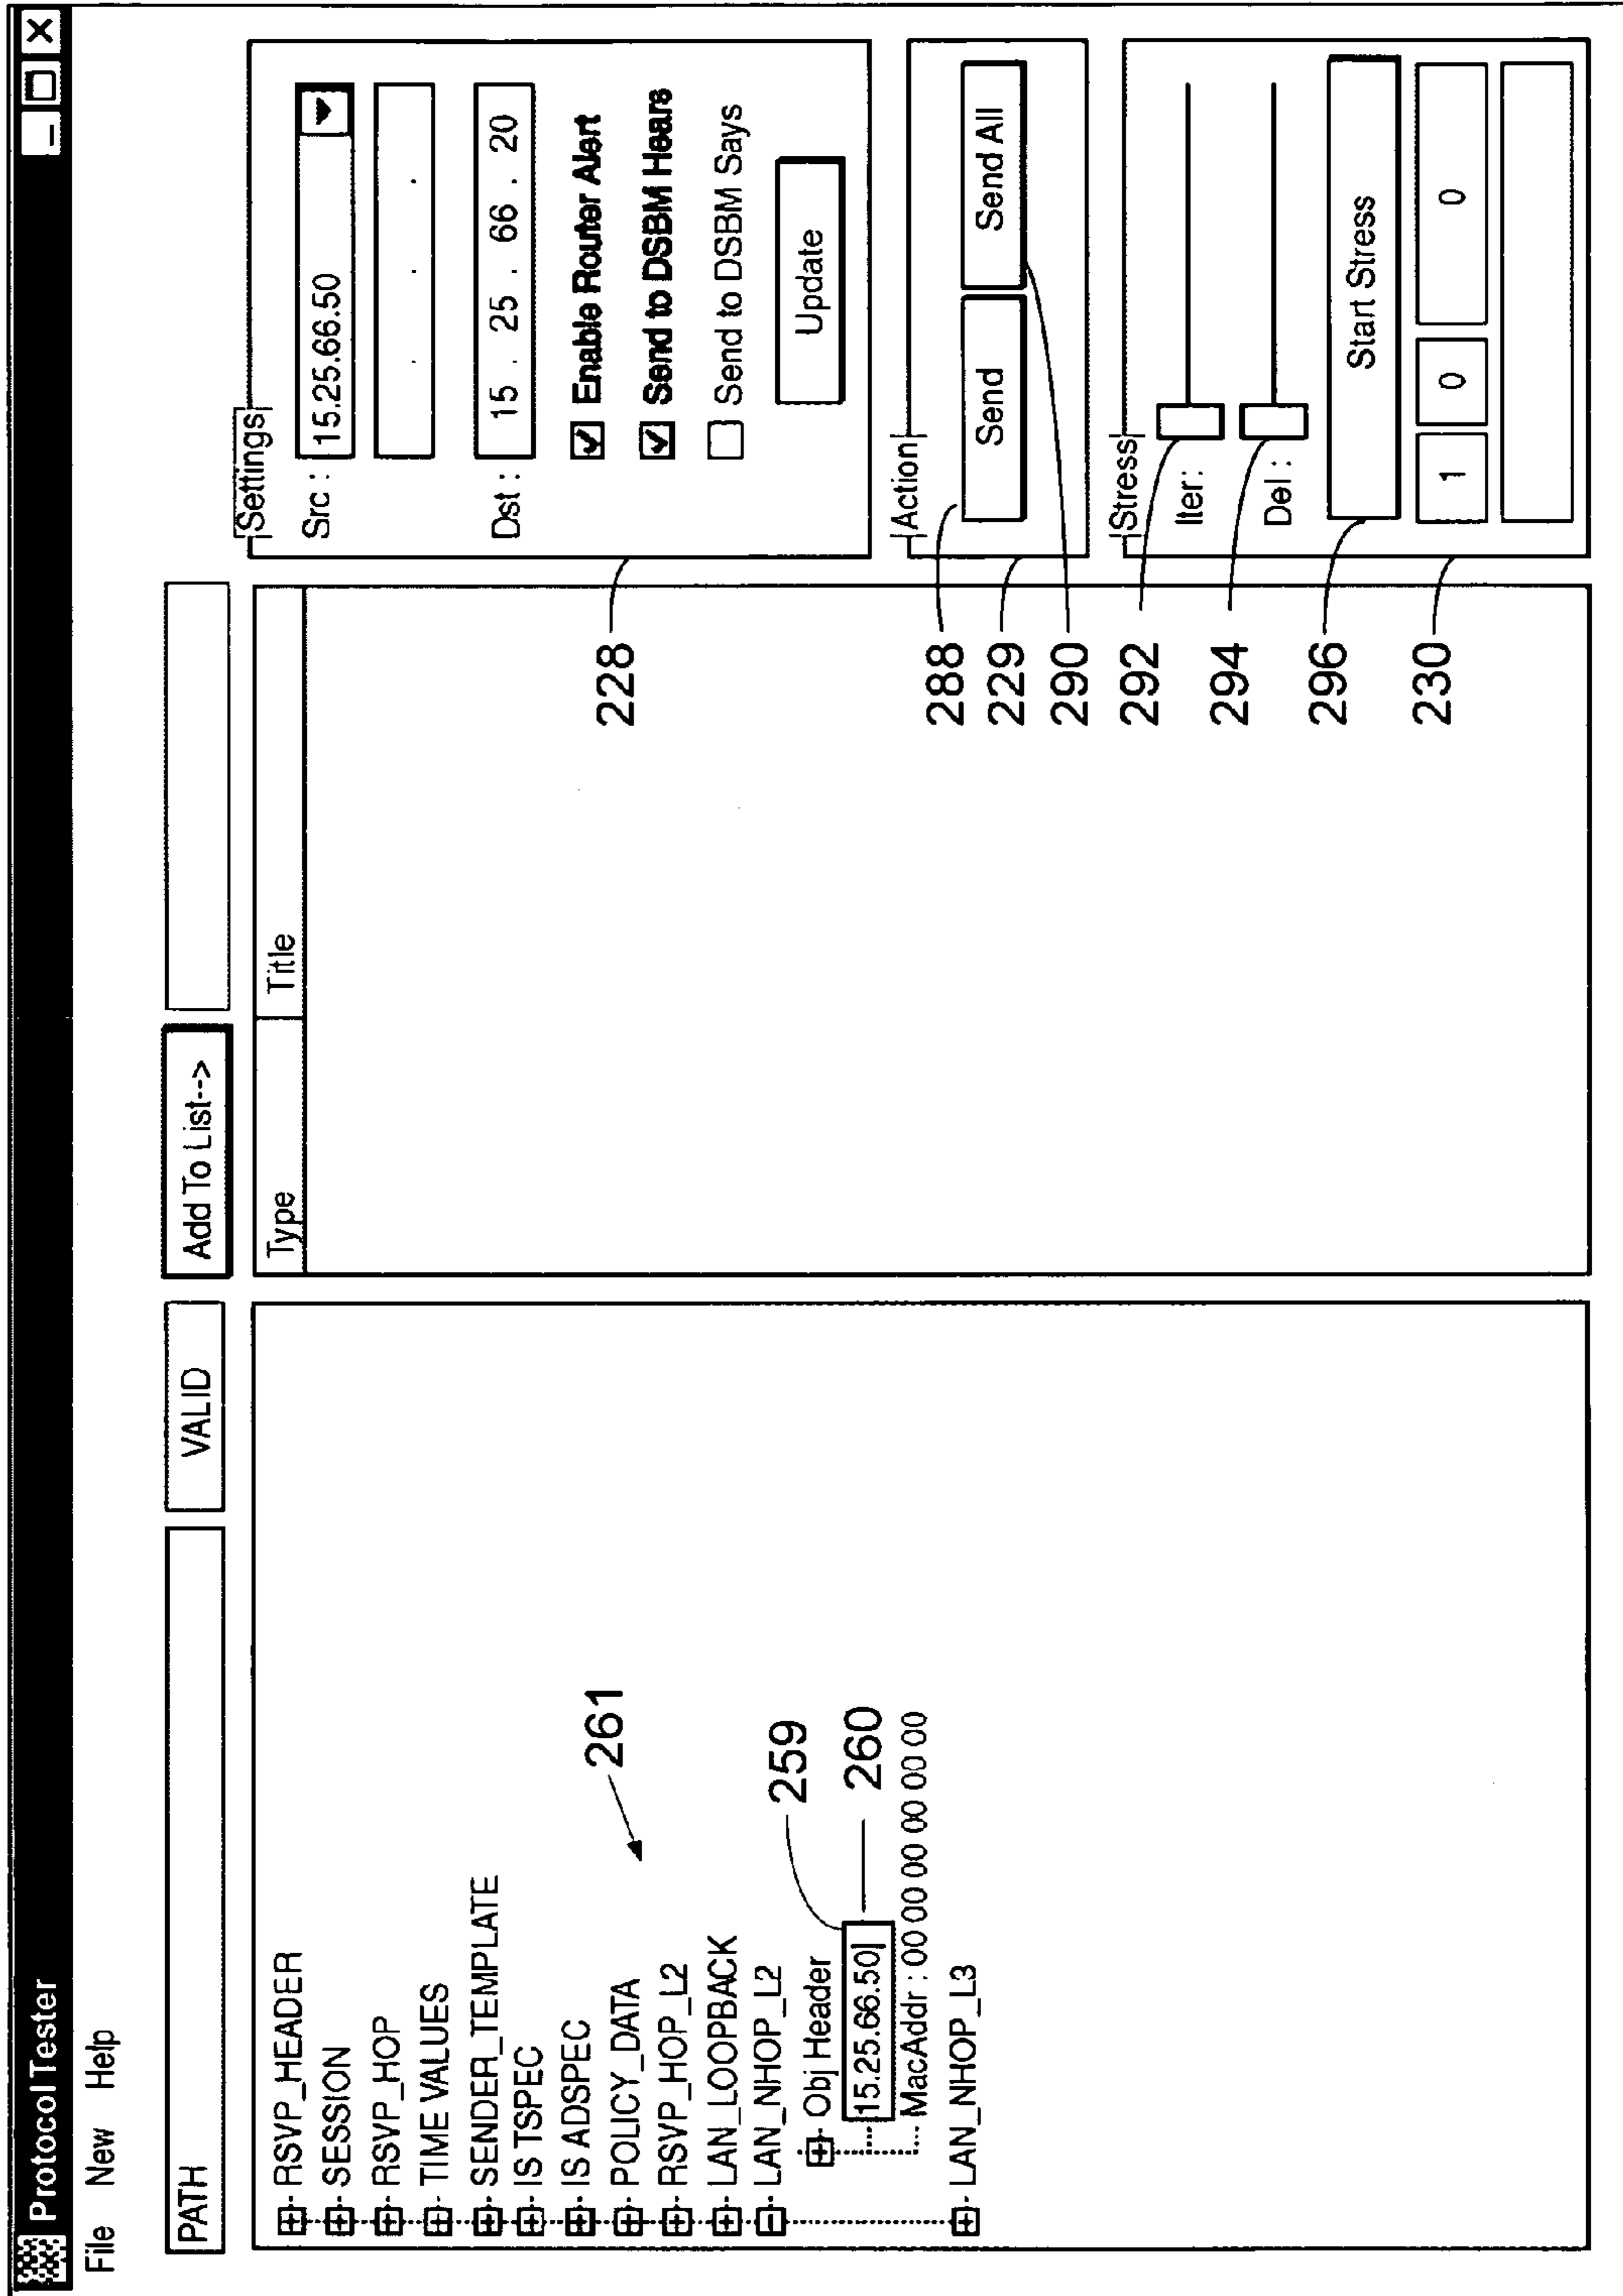 Protocol Tester
File New Help
PATH
VALID
Add To List-->
RSVP_HEADER
SESSION
RSVP_HOP
TIME VALUES
SENDER_TEMPLATE
IS TSPEC
IS ADSPEC
POLICY_DATA
RSVP_HOP_L2
LAN_LOOPBACK
LAN_NHOP_L2
Obj Header
15.25.66.50
MacAddr : 00 00 00 00 00 00 00
LAN_NHOP_L3
261
259
260
Type Title
Settings
Src : 15.25.66.50
. . .
Dst : 15 . 25 . 66 . 20
Enable Router Alert
Send to DSBM Hears
Send to DSBM Says
Update
228
Action
Send Send All
288
229
290
Stress
Iter :
Del :
Start Stress
1 0 0
292
294
296
230